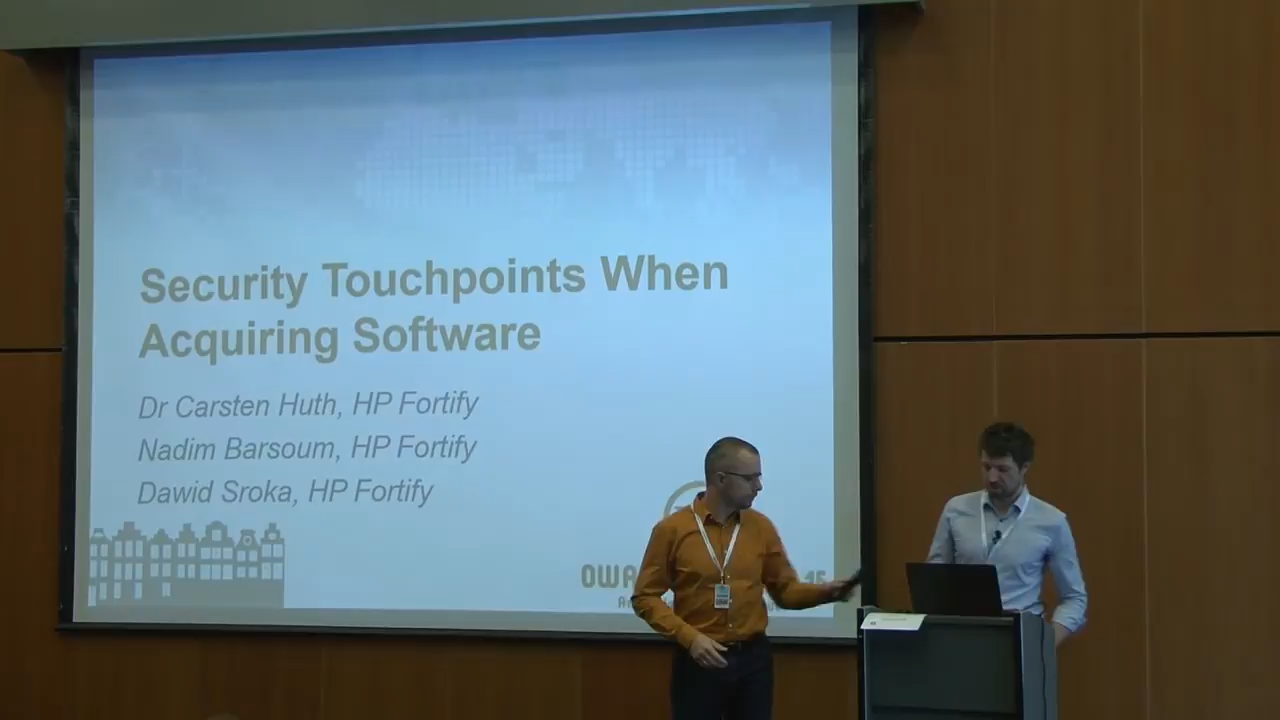 Security Touchpoints When
Acquiring Software
Dr Carsten Huth, HP Fortify
Nadim Barsoum, HP Fortify
Dawid Sroka, HP Fortify